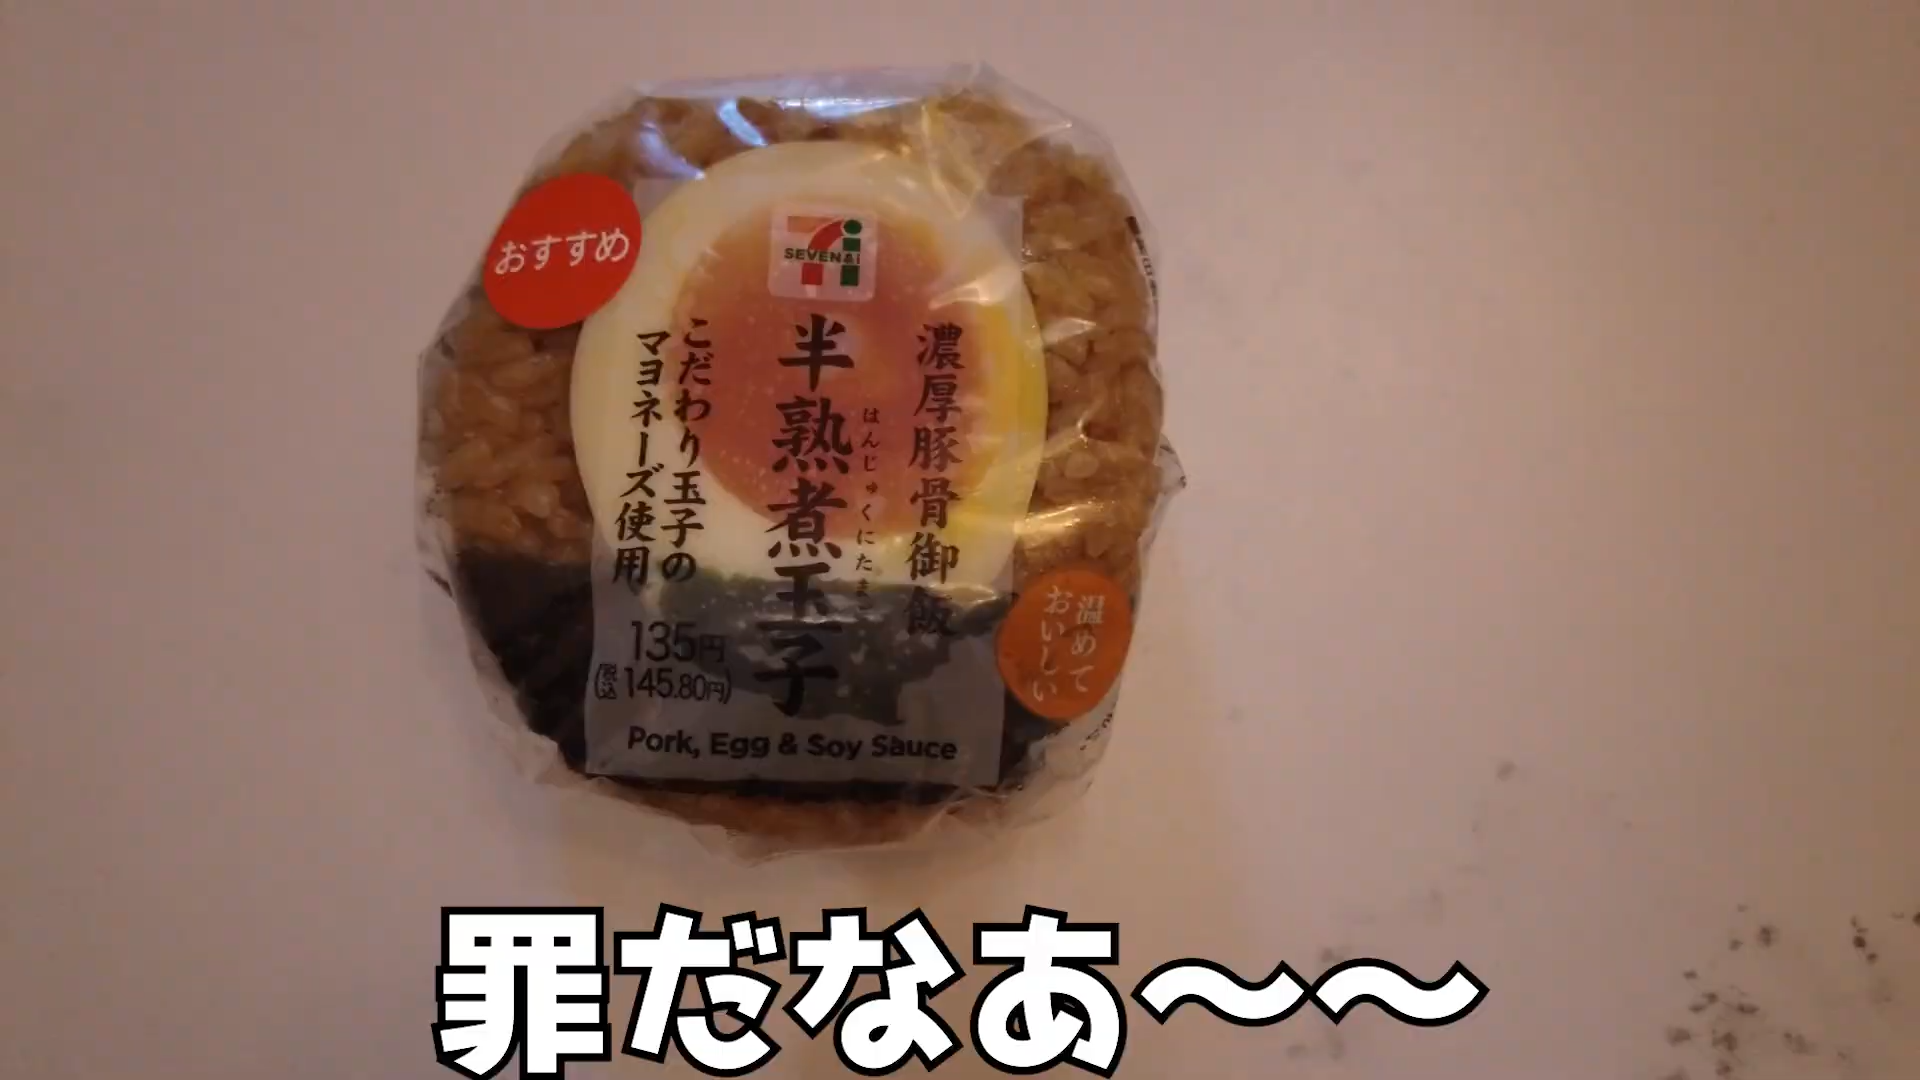 おすすめ
SEVEN&i
濃厚豚骨御飯
半熟煮玉子
はんじゅくにたまご
こだわり玉子の
マヨネーズ使用
135円
(税込145.80円)
温めて
おいしい
Pork, Egg & Soy Sauce
罪だなあ〜〜